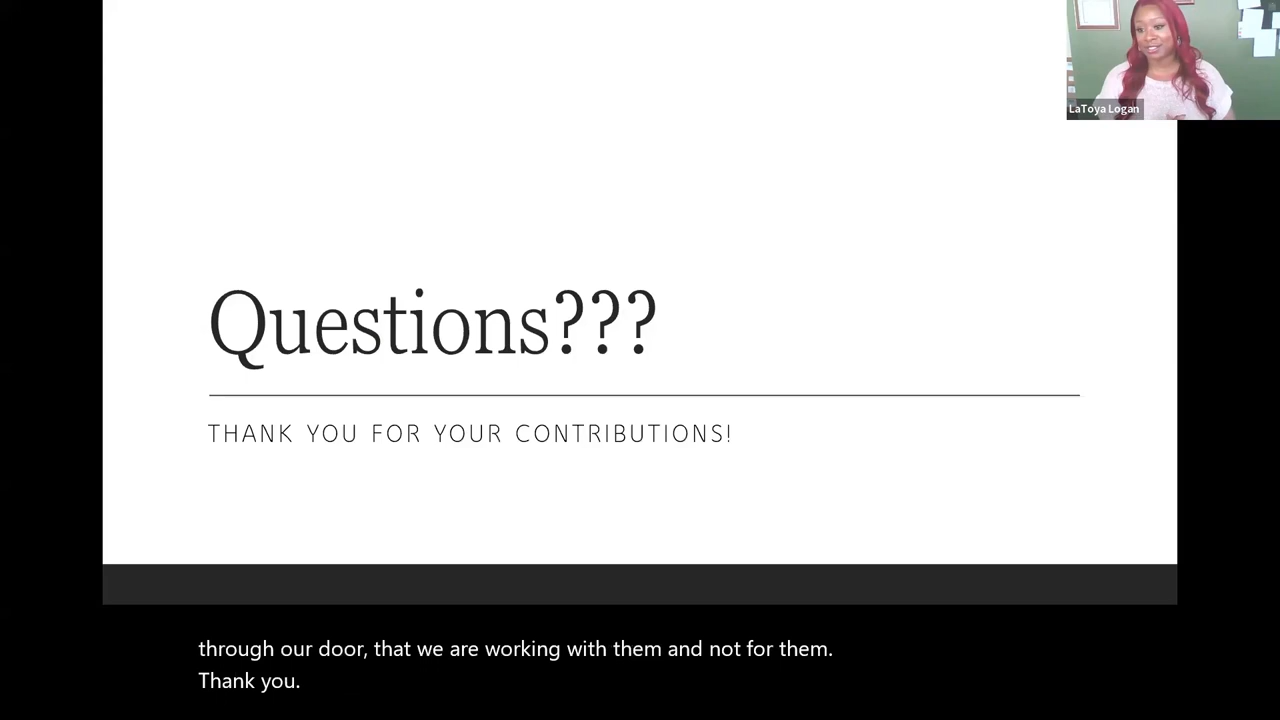 LaToya Logan
Questions???
THANK YOU FOR YOUR CONTRIBUTIONS!
through our door, that we are working with them and not for them.
Thank you.